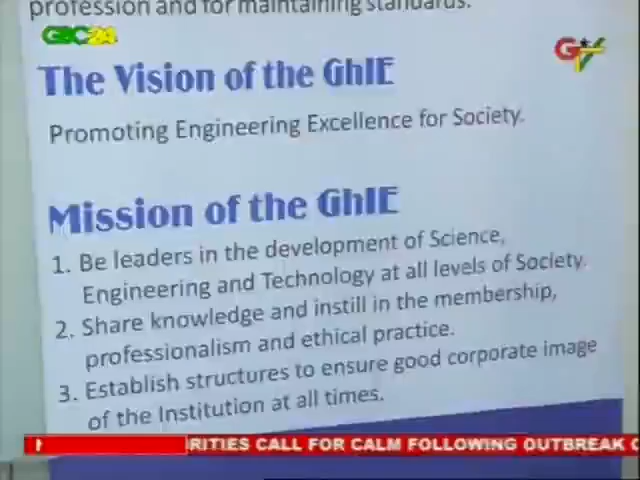 profession and for maintaining standards.
GBC24
GTV
The Vision of the GhIE
Promoting Engineering Excellence for Society.
Mission of the GhIE
1. Be leaders in the development of Science,
Engineering and Technology at all levels of Society.
2. Share knowledge and instill in the membership,
professionalism and ethical practice.
3. Establish structures to ensure good corporate image
of the Institution at all times.
RITIES CALL FOR CALM FOLLOWING OUTBREAK